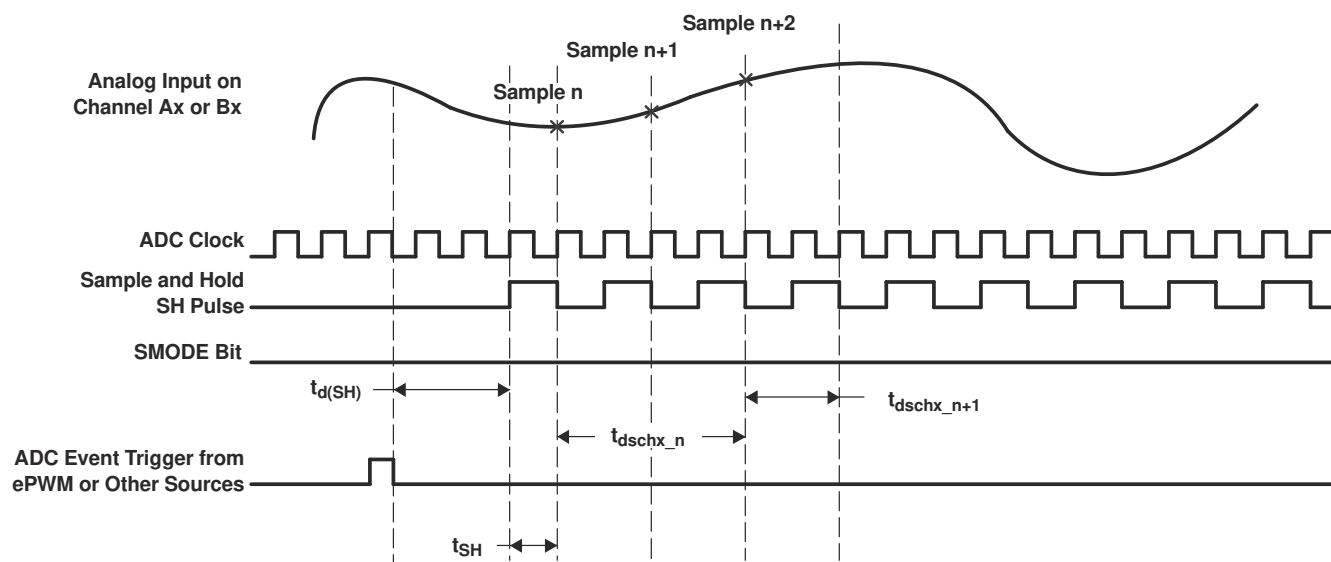 Sample n+2
Sample n+1
Analog Input on
Channel Ax or Bx
Sample n
ADC Clock
Sample and Hold
SH Pulse
SMODE Bit
td(SH)
tdschx_n+1
tdschx_n
ADC Event Trigger from
ePWM or Other Sources
tSH